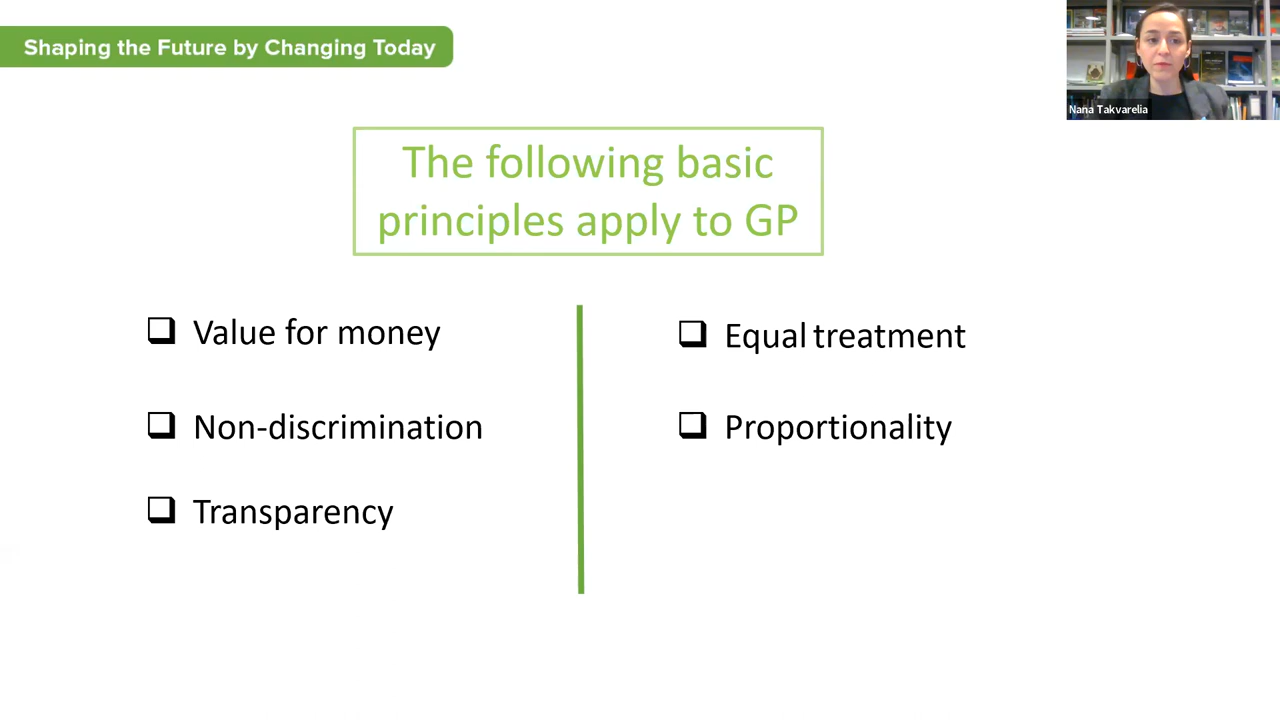 Shaping the Future by Changing Today
Nana Takvarelia
The following basic
principles apply to GP
Value for money
Non-discrimination
Transparency
Equal treatment
Proportionality